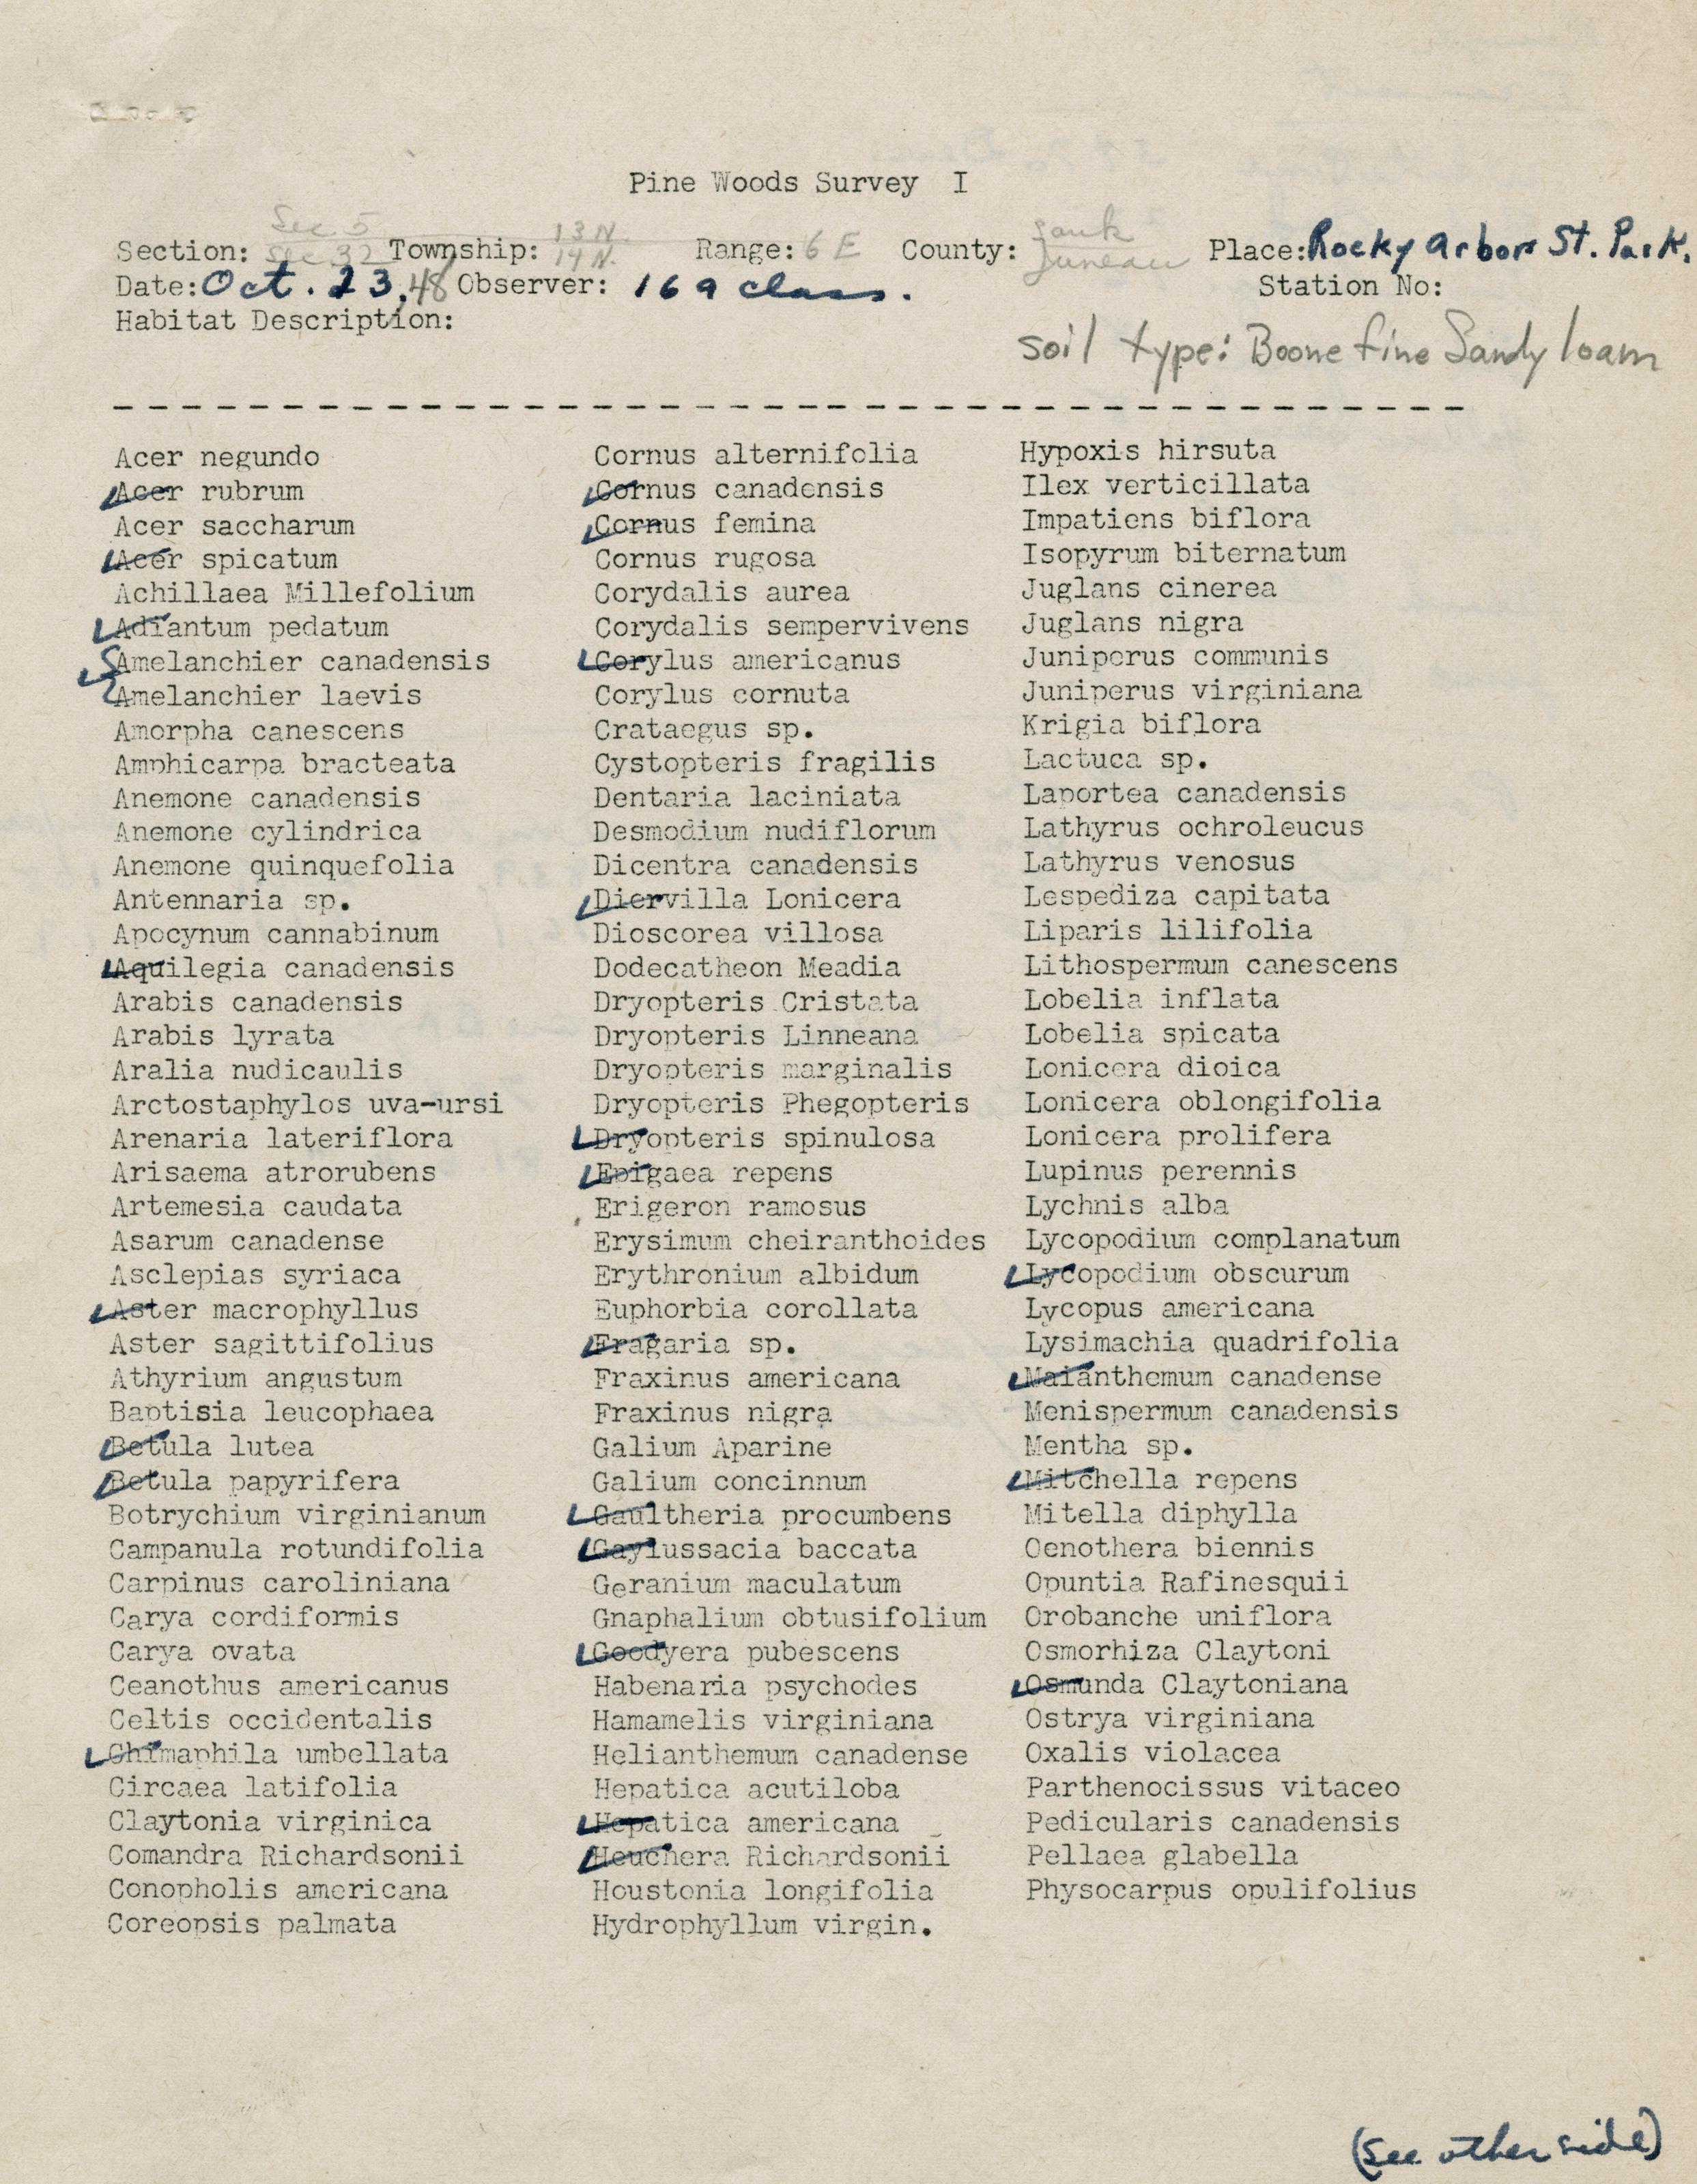 Pine Woods Survey I
Sec. 5 13 N. Sauk
Section: Sec. 32 Township: 14 N. Range: 6 E County: Juneau Place: Rocky Arbor St. Park.
Date: Oct. 23, 48 Observer: 169 class. Station No:
Habitat Description:
soil type: Boone fine Sandy loam
Acer negundo
Acer rubrum
Acer saccharum
Acer spicatum
Achillaea Millefolium
Adiantum pedatum
Amelanchier canadensis
Amelanchier laevis
Amorpha canescens
Amphicarpa bracteata
Anemone canadensis
Anemone cylindrica
Anemone quinquefolia
Antennaria sp.
Apocynum cannabinum
Aquilegia canadensis
Arabis canadensis
Arabis lyrata
Aralia nudicaulis
Arctostaphylos uva-ursi
Arenaria lateriflora
Arisaema atrorubens
Artemesia caudata
Asarum canadense
Asclepias syriaca
Aster macrophyllus
Aster sagittifolius
Athyrium angustum
Baptisia leucophaea
Betula lutea
Betula papyrifera
Botrychium virginianum
Campanula rotundifolia
Carpinus caroliniana
Carya cordiformis
Carya ovata
Ceanothus americanus
Celtis occidentalis
Chimaphila umbellata
Circaea latifolia
Claytonia virginica
Comandra Richardsonii
Conopholis americana
Coreopsis palmata
Cornus alternifolia
Cornus canadensis
Cornus femina
Cornus rugosa
Corydalis aurea
Corydalis sempervivens
Corylus americanus
Corylus cornuta
Crataegus sp.
Cystopteris fragilis
Dentaria laciniata
Desmodium nudiflorum
Dicentra canadensis
Diervilla Lonicera
Dioscorea villosa
Dodecatheon Meadia
Dryopteris Cristata
Dryopteris Linneana
Dryopteris marginalis
Dryopteris Phegopteris
Dryopteris spinulosa
Epigaea repens
Erigeron ramosus
Erysimum cheiranthoides
Erythronium albidum
Euphorbia corollata
Fragaria sp.
Fraxinus americana
Fraxinus nigra
Galium Aparine
Galium concinnum
Gaultheria procumbens
Gaylussacia baccata
Geranium maculatum
Gnaphalium obtusifolium
Goodyera pubescens
Habenaria psychodes
Hamamelis virginiana
Helianthemum canadense
Hepatica acutiloba
Hepatica americana
Heuchera Richardsonii
Houstonia longifolia
Hydrophyllum virgin.
Hypoxis hirsuta
Ilex verticillata
Impatiens biflora
Isopyrum biternatum
Juglans cinerea
Juglans nigra
Juniperus communis
Juniperus virginiana
Krigia biflora
Lactuca sp.
Laportea canadensis
Lathyrus ochroleucus
Lathyrus venosus
Lespediza capitata
Liparis lilifolia
Lithospermum canescens
Lobelia inflata
Lobelia spicata
Lonicera dioica
Lonicera oblongifolia
Lonicera prolifera
Lupinus perennis
Lychnis alba
Lycopodium complanatum
Lycopodium obscurum
Lycopus americana
Lysimachia quadrifolia
Maianthemum canadense
Menispermum canadensis
Mentha sp.
Mitchella repens
Mitella diphylla
Oenothera biennis
Opuntia Rafinesquii
Orobanche uniflora
Osmorhiza Claytoni
Osmunda Claytoniana
Ostrya virginiana
Oxalis violacea
Parthenocissus vitaceo
Pedicularis canadensis
Pellaea glabella
Physocarpus opulifolius
(see other side)